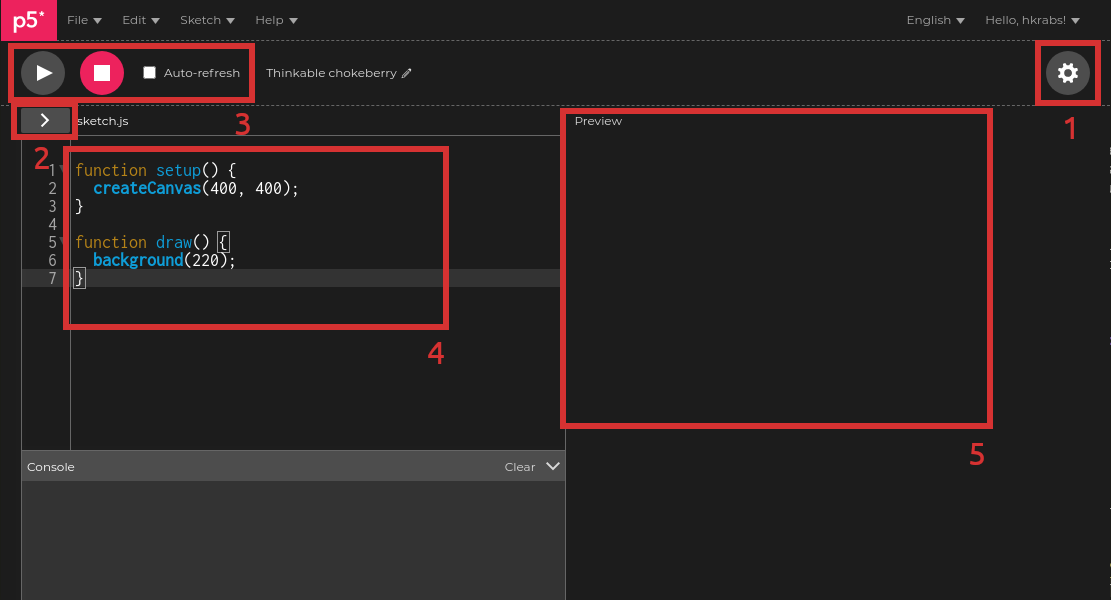 p5* File Edit Sketch Help English Hello, hkrabs!
Auto-refresh Thinkable chokeberry
1
sketch.js
3
Preview
2
1 function setup() {
2 createCanvas(400, 400);
3 }
4
5 function draw() {
6 background(220);
7 }
4
5
Console Clear